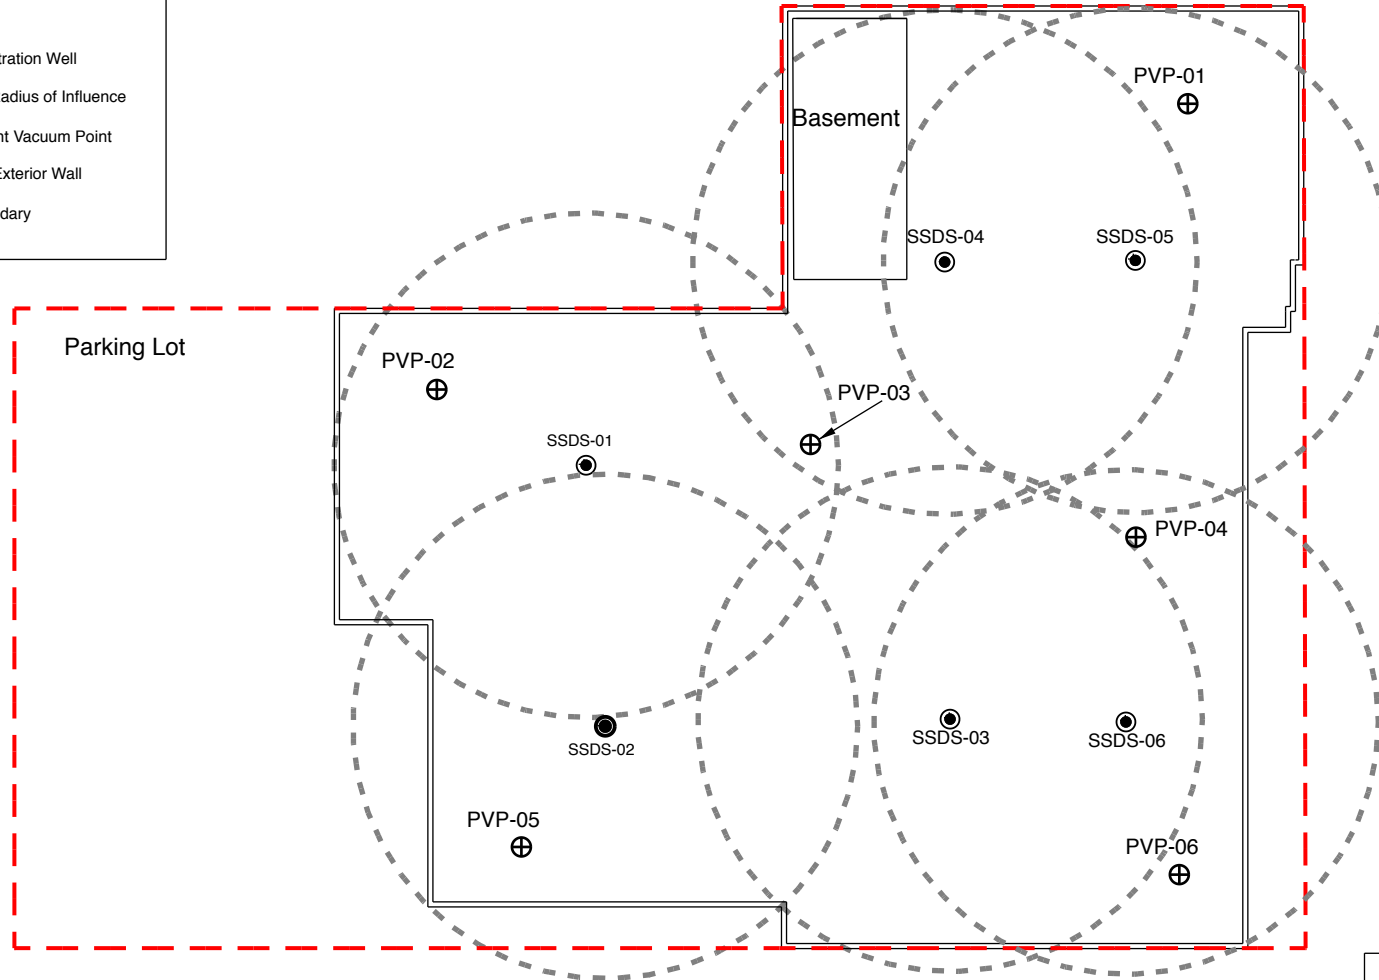 tration Well
Radius of Influence
nt Vacuum Point
Exterior Wall
dary
PVP-01
Basement
SSDS-04
SSDS-05
Parking Lot
PVP-02
PVP-03
SSDS-01
PVP-04
SSDS-03
SSDS-06
SSDS-02
PVP-05
PVP-06